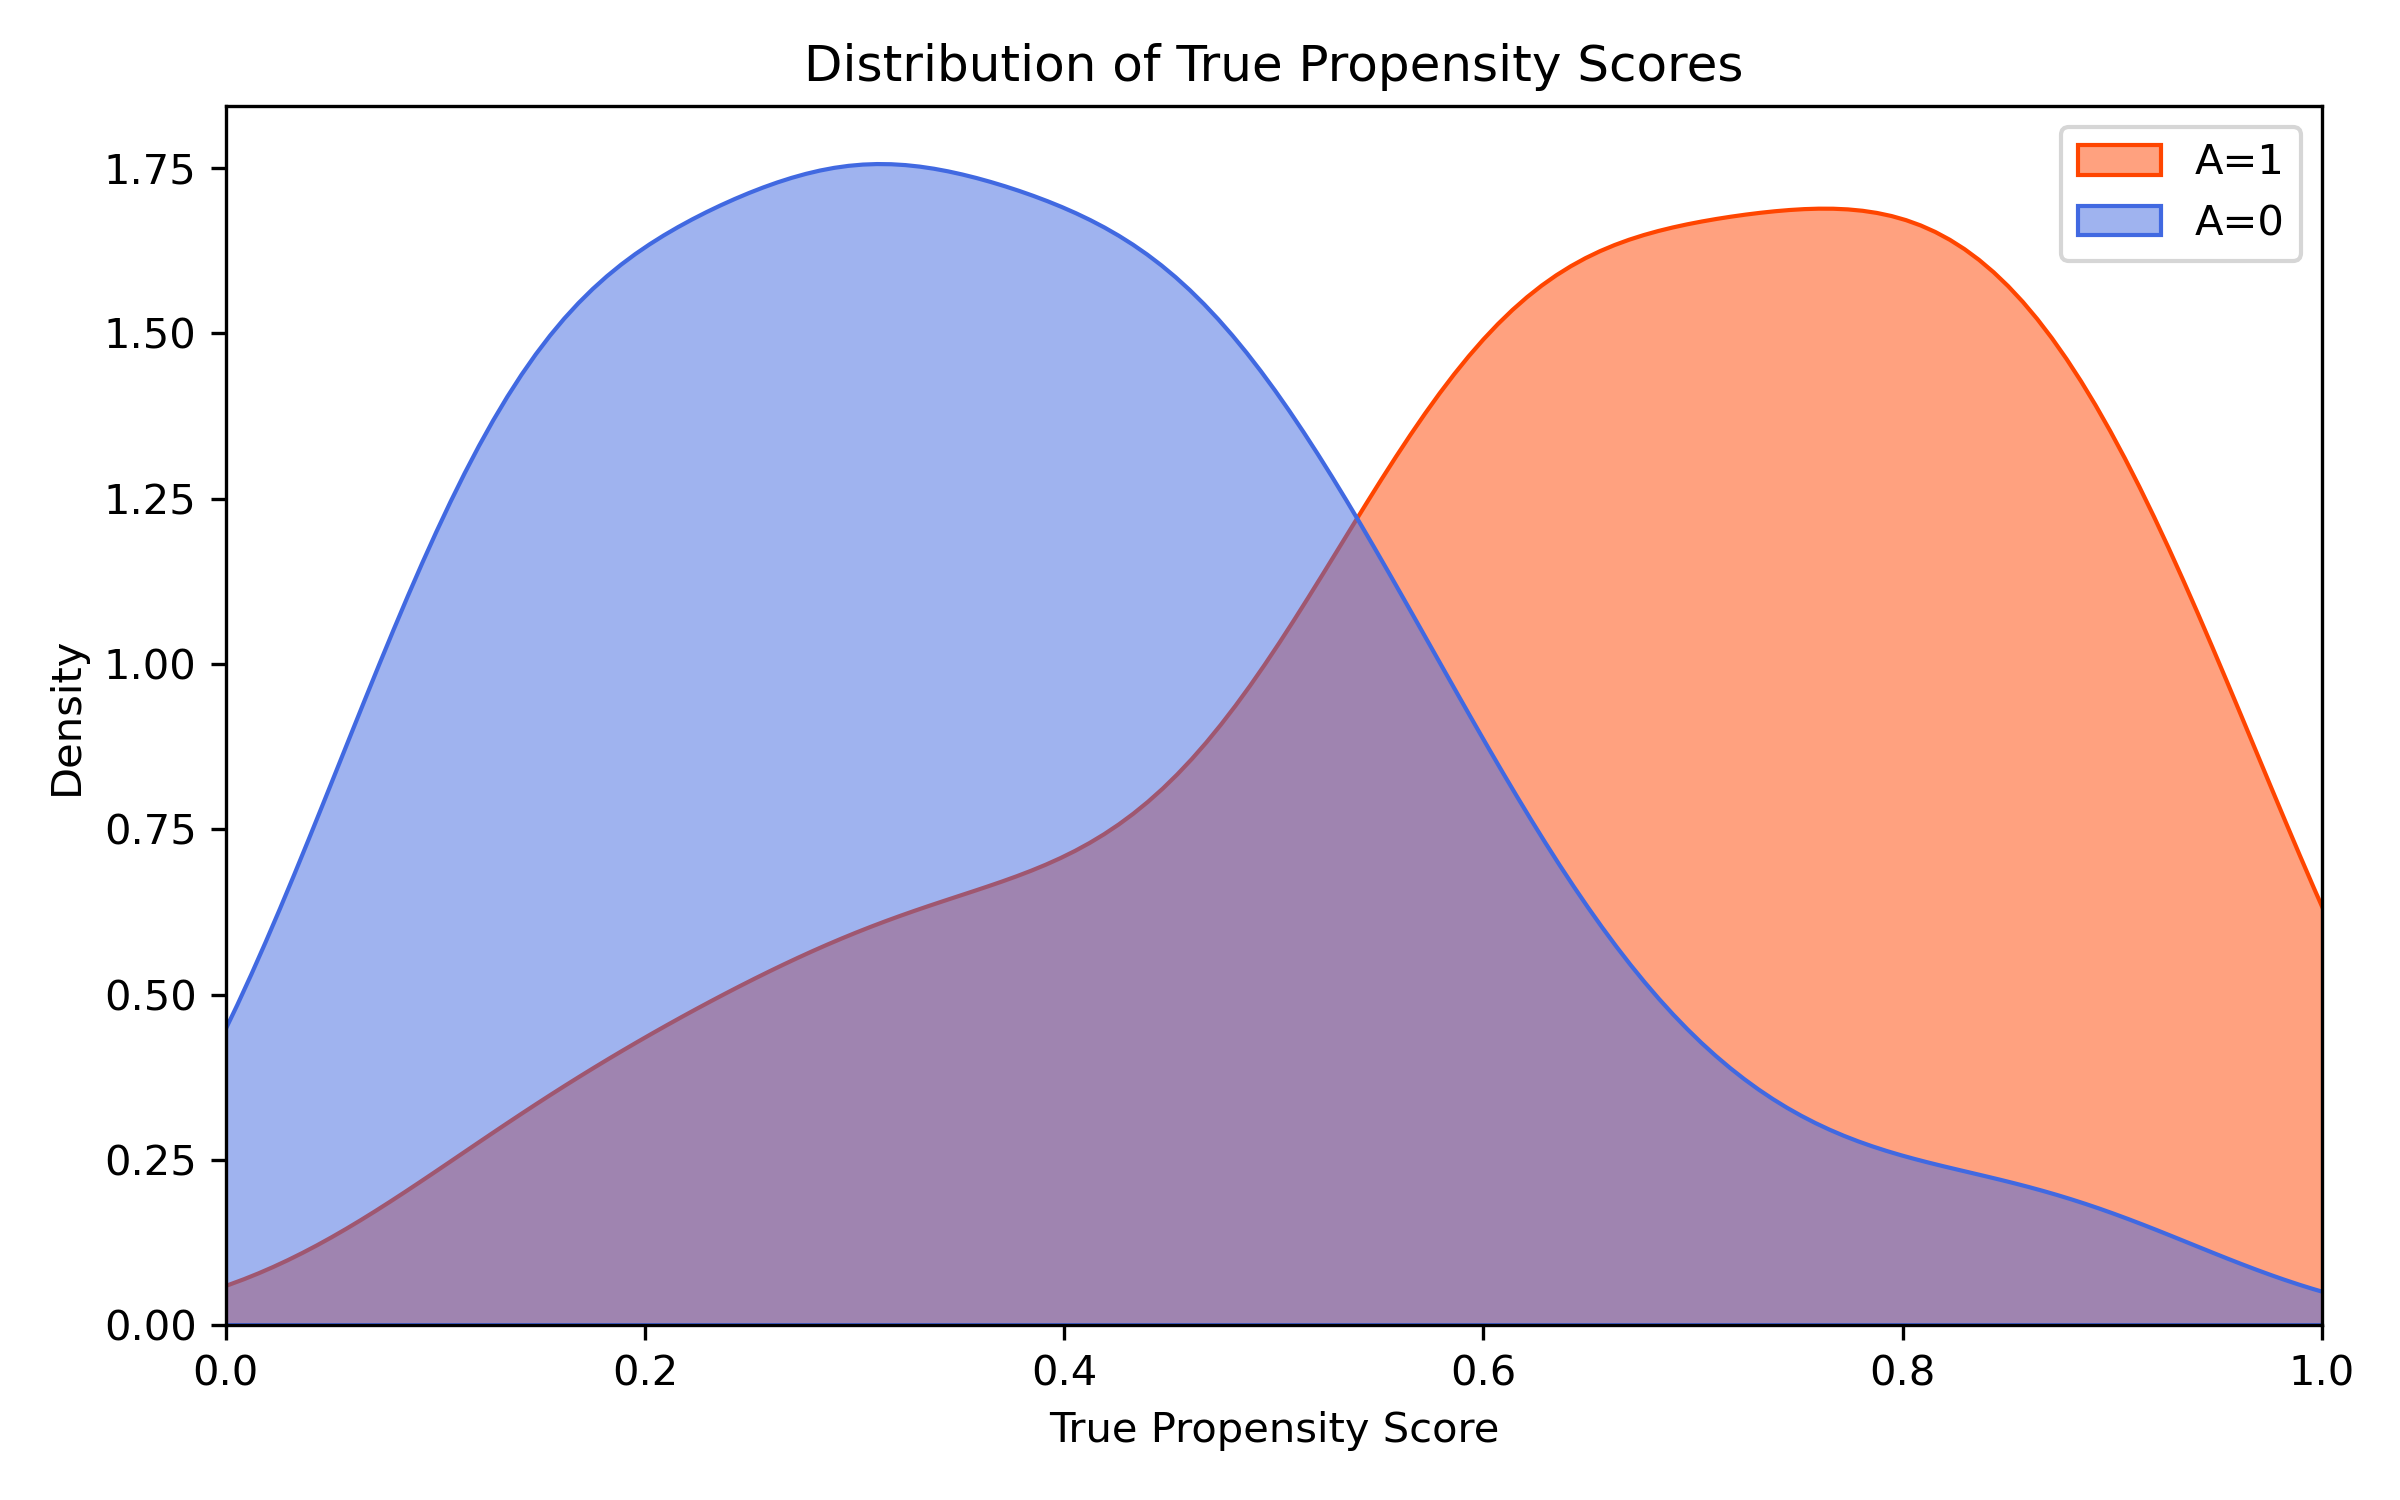 Distribution of True Propensity Scores
A=1
A=0
Density
1.75
1.50
1.25
1.00
0.75
0.50
0.25
0.00
0.0 0.2 0.4 0.6 0.8 1.0
True Propensity Score